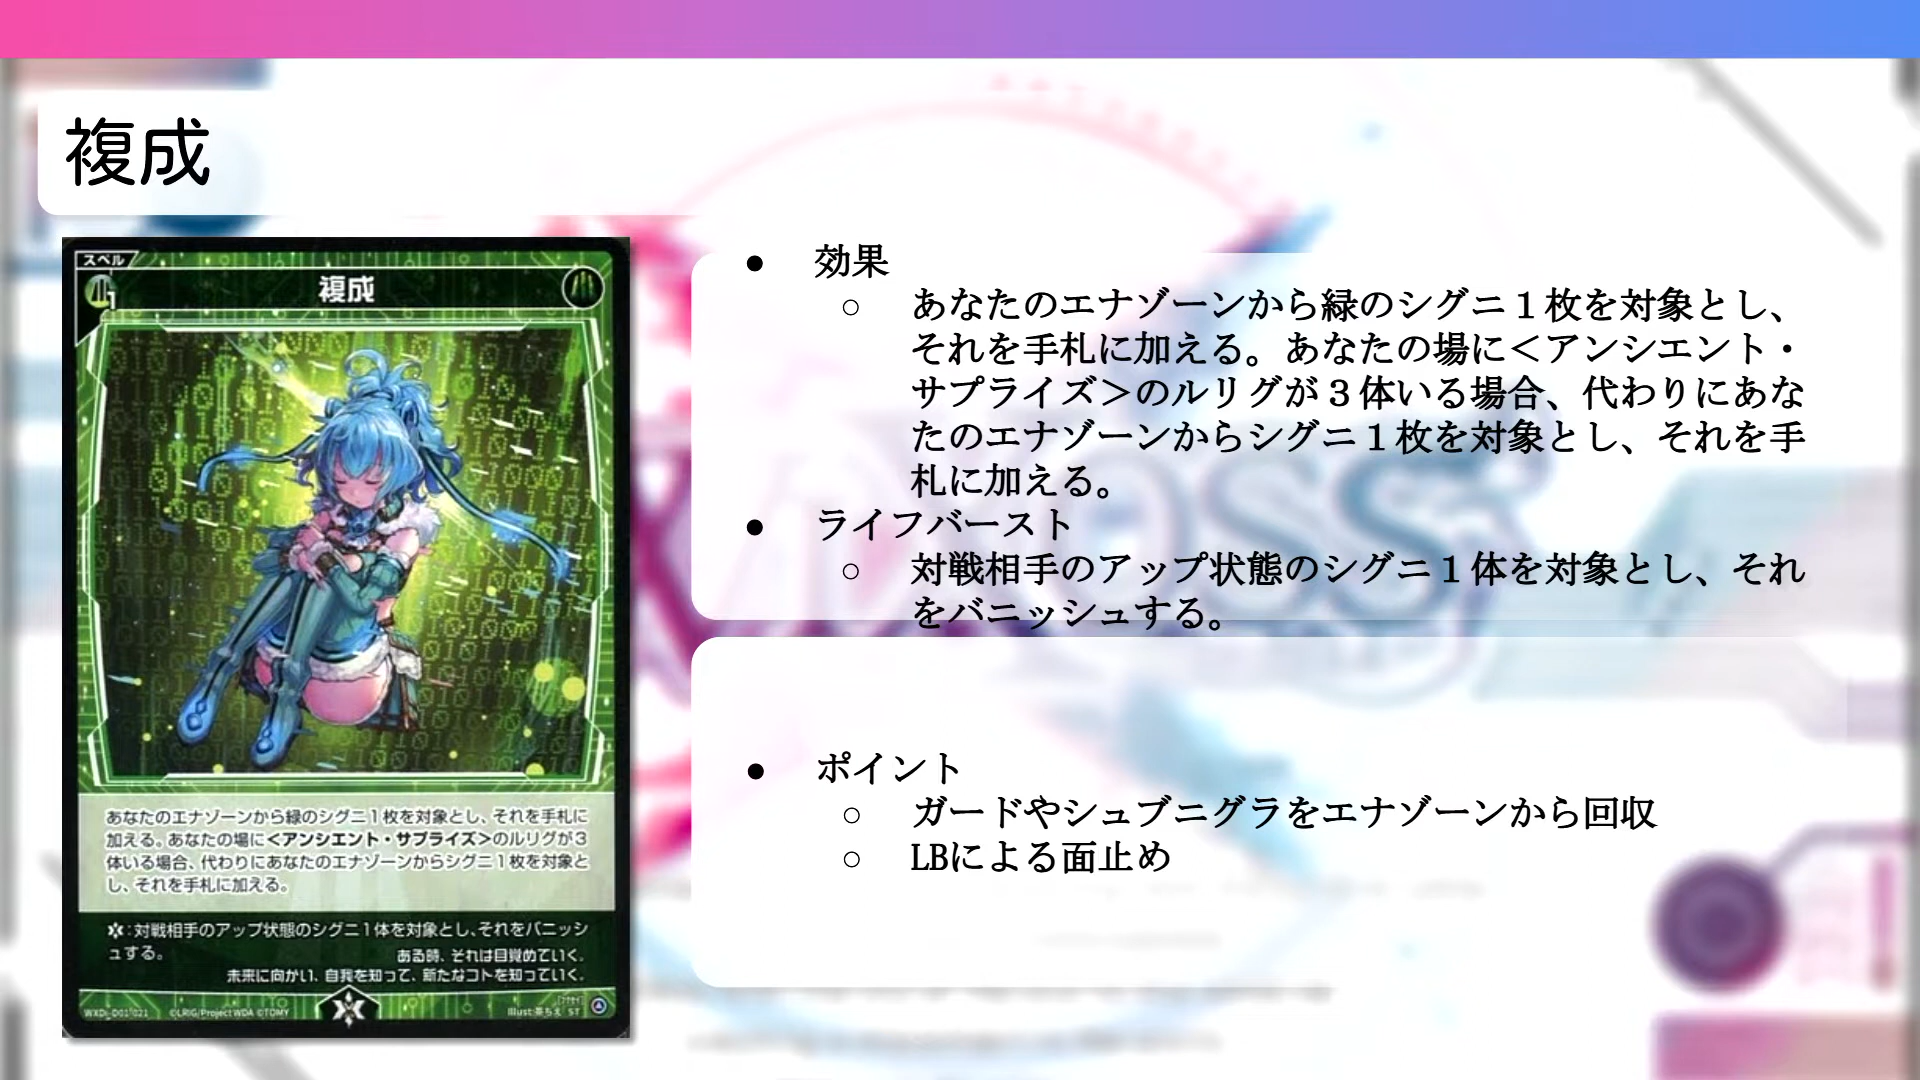 複成
スペル
複成
1
あなたのエナゾーンから緑のシグニ1枚を対象とし、それを手札に
加える。あなたの場に<アンシエント・サプライズ>のルリグが3
体いる場合、代わりにあなたのエナゾーンからシグニ1枚を対象と
し、それを手札に加える。
:対戦相手のアップ状態のシグニ1体を対象とし、それをバニッシ
ュする。
ある時、それは目覚めていく。
未来に向かい、自我を知って、新たなコトを知っていく。
WXDi-D01-021 ©LRIG/Project WDA ©TOMY
● 効果
○ あなたのエナゾーンから緑のシグニ1枚を対象とし、
それを手札に加える。あなたの場に<アンシエント・
サプライズ>のルリグが3体いる場合、代わりにあな
たのエナゾーンからシグニ1枚を対象とし、それを手
札に加える。
● ライフバースト
○ 対戦相手のアップ状態のシグニ1体を対象とし、それ
をバニッシュする。
● ポイント
○ ガードやシュブニグラをエナゾーンから回収
○ LBによる面止め